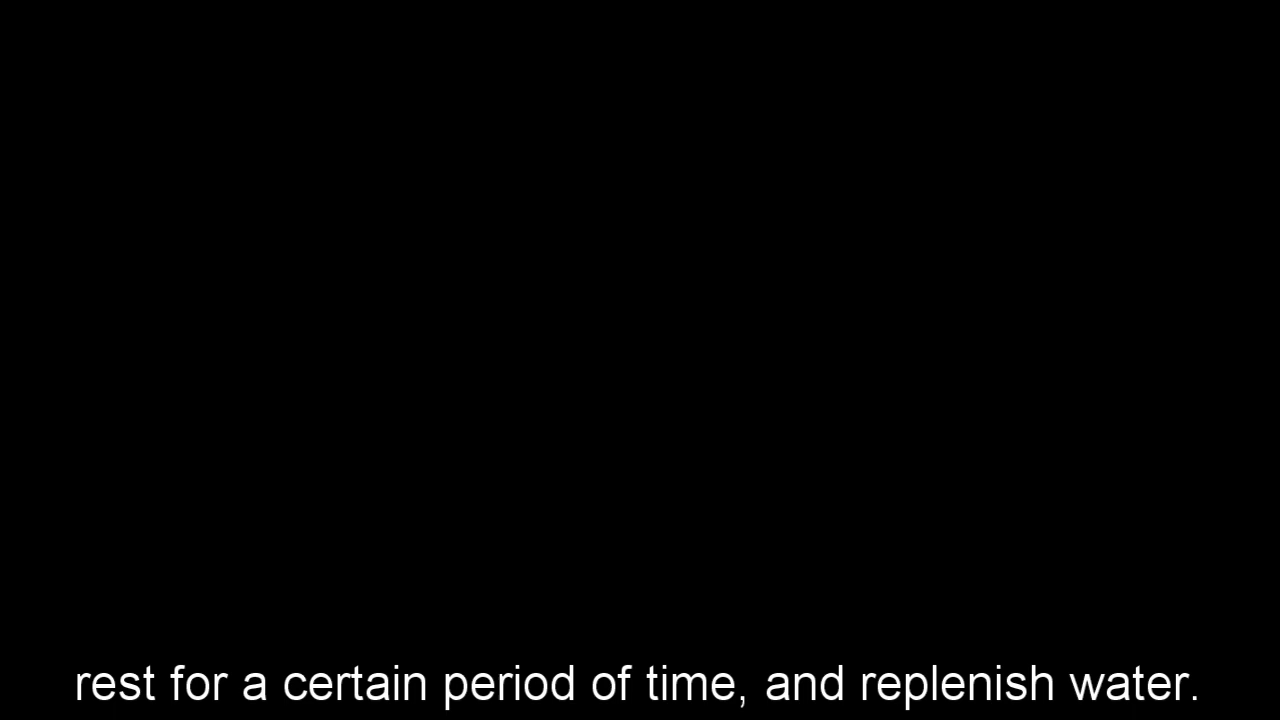 rest for a certain period of time, and replenish water.